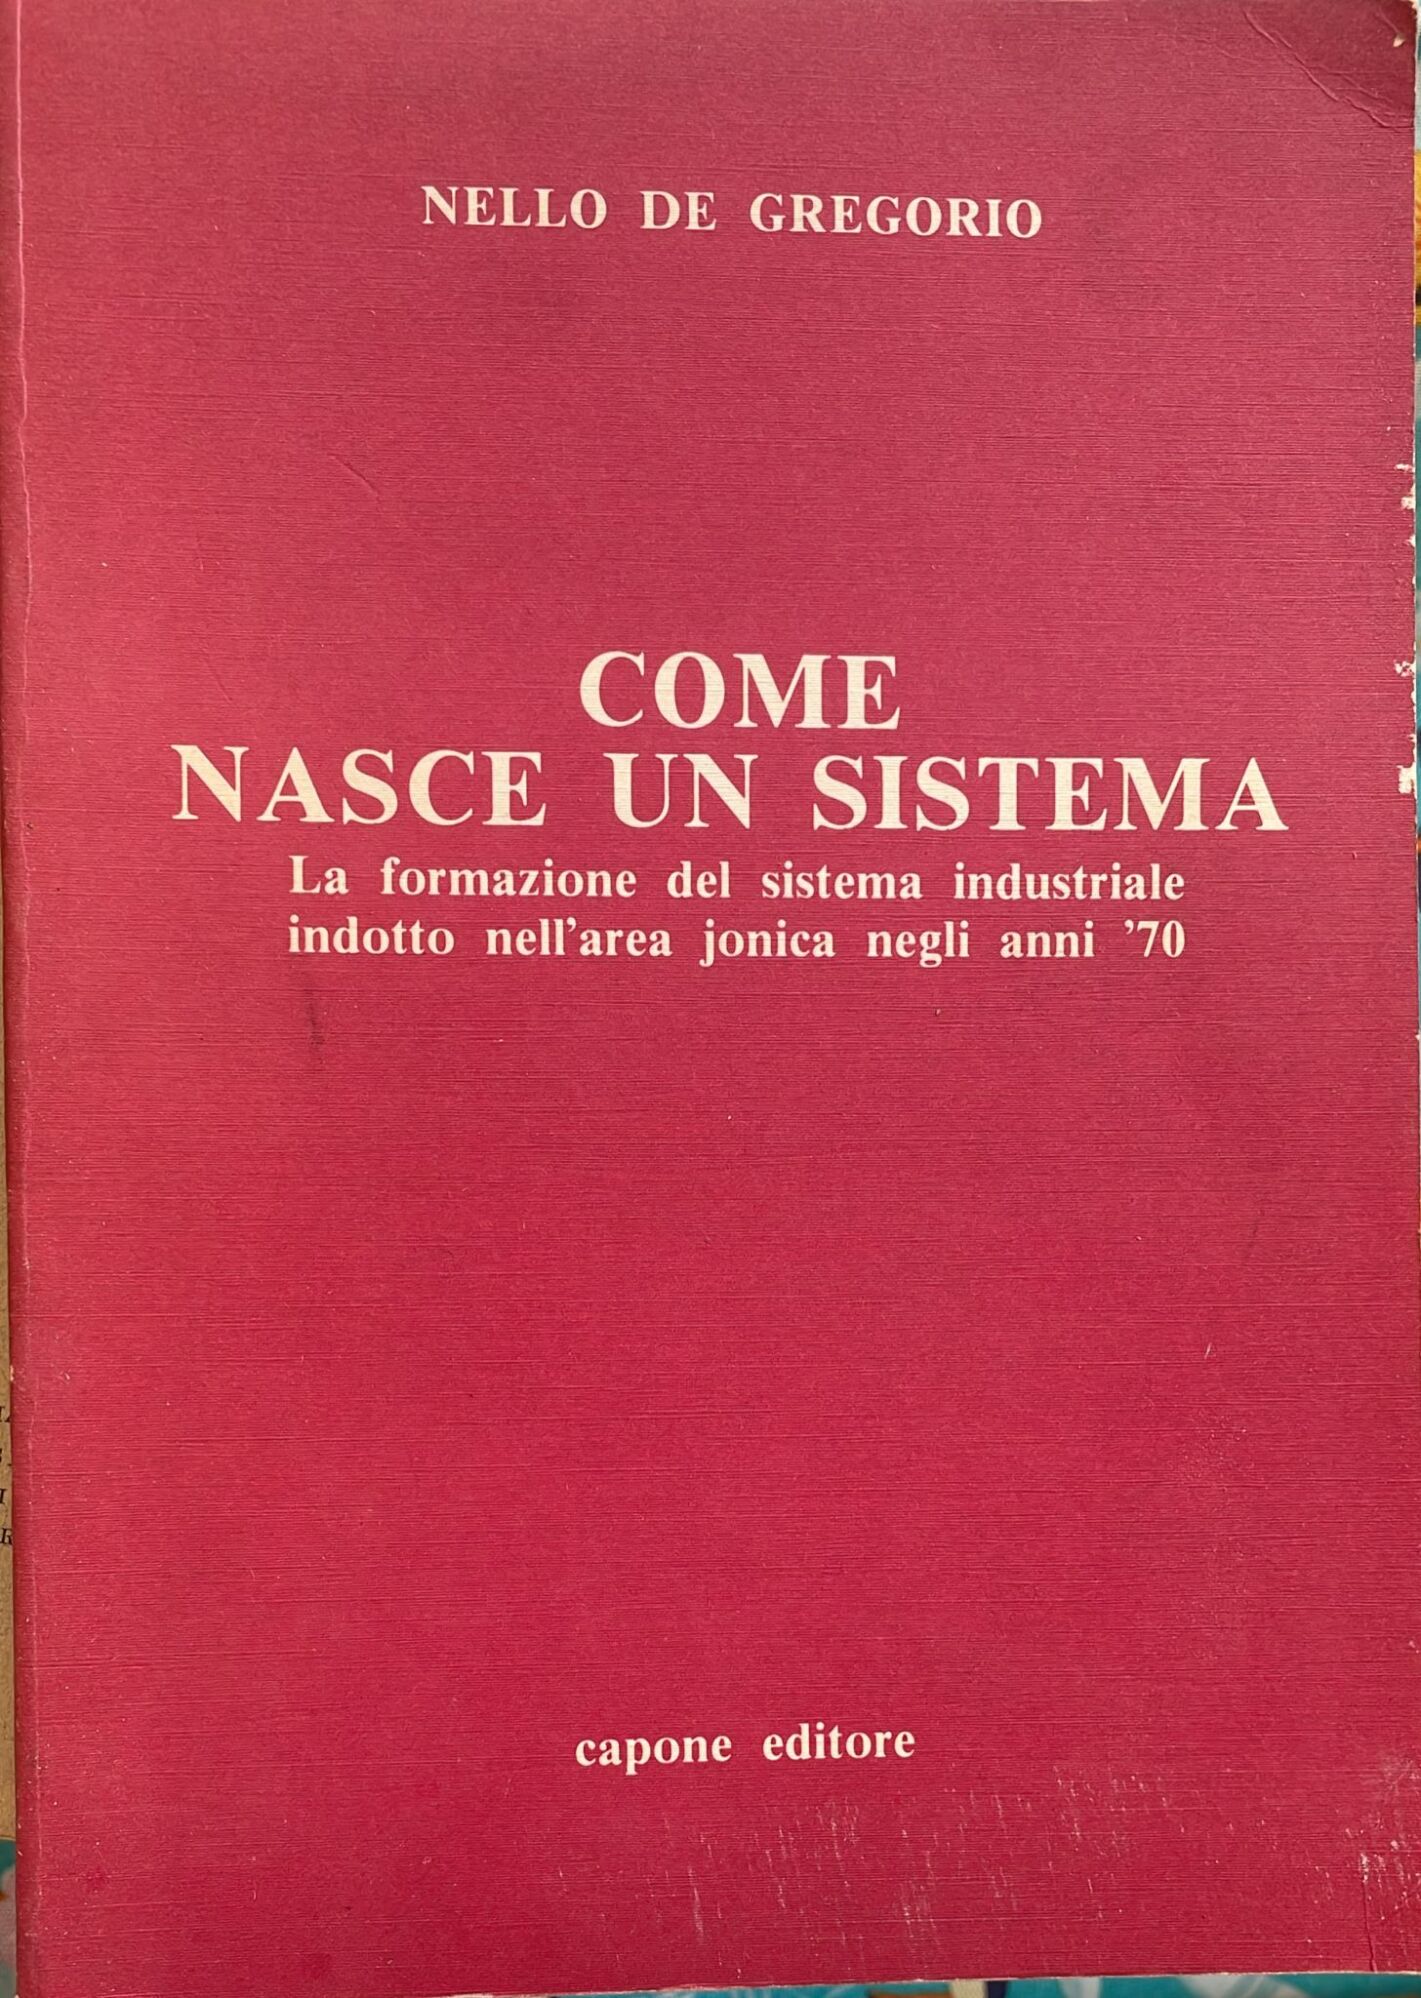 NELLO DE GREGORIO
COME
NASCE UN SISTEMA
La formazione del sistema industriale
indotto nell'area jonica negli anni '70
capone editore